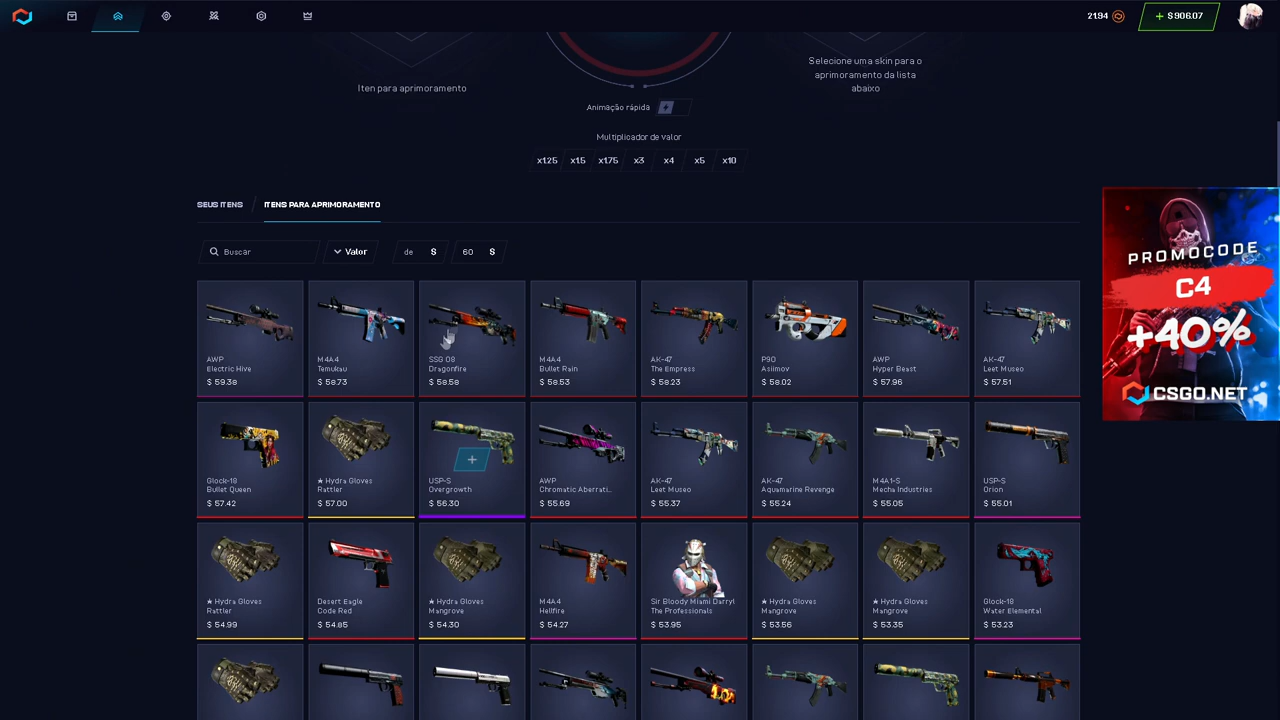 21.94
+ $ 906.07
Iten para aprimoramento
Selecione uma skin para o
aprimoramento da lista
abaixo
Animação rápida
Multiplicador de valor
x1.25 x1.5 x1.75 x3 x4 x5 x10
SEUS ITENS / ITENS PARA APRIMORAMENTO
Buscar
Valor
de $
60 $
AWP
Electric Hive
$ 59.38
M4A4
Temukau
$ 58.73
SSG 08
Dragonfire
$ 58.58
M4A4
Bullet Rain
$ 58.53
AK-47
The Empress
$ 58.23
P90
Asiimov
$ 58.02
AWP
Hyper Beast
$ 57.96
AK-47
Leet Museo
$ 57.51
Glock-18
Bullet Queen
$ 57.42
★ Hydra Gloves
Rattler
$ 57.00
USP-S
Overgrowth
$ 56.30
AWP
Chromatic Aberrati...
$ 55.69
AK-47
Leet Museo
$ 55.37
AK-47
Aquamarine Revenge
$ 55.24
M4A1-S
Mecha Industries
$ 55.05
USP-S
Orion
$ 55.01
★ Hydra Gloves
Rattler
$ 54.99
Desert Eagle
Code Red
$ 54.85
★ Hydra Gloves
Mangrove
$ 54.30
M4A4
Hellfire
$ 54.27
Sir Bloody Miami Darryl
The Professionals
$ 53.95
★ Hydra Gloves
Mangrove
$ 53.56
★ Hydra Gloves
Mangrove
$ 53.35
Glock-18
Water Elemental
$ 53.23
PROMOCODE
C4
+40%
CSGO.NET